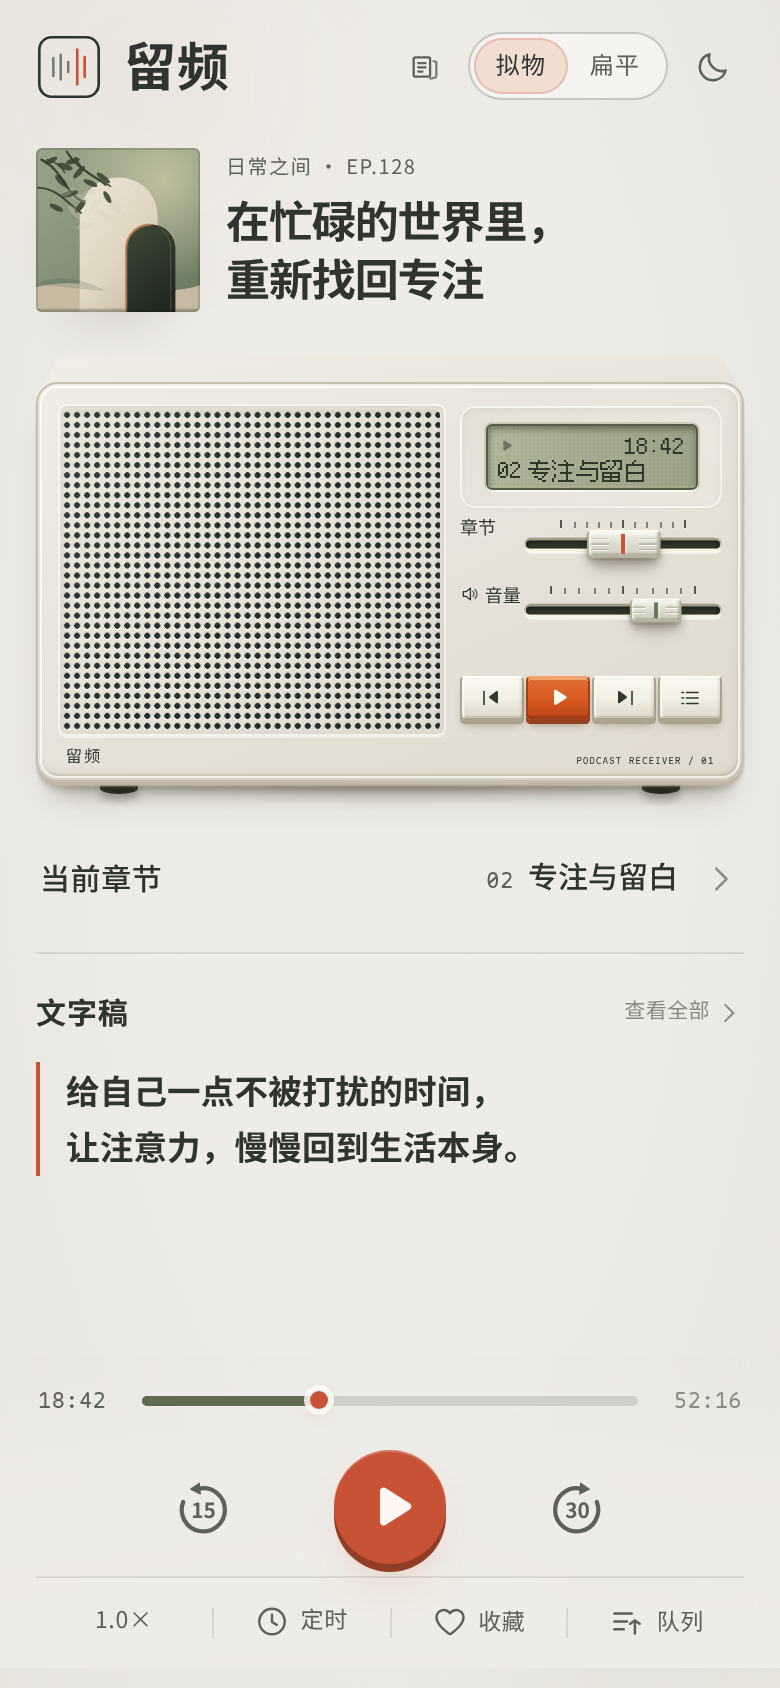 留频
拟物 扁平
日常之间 • EP.128
在忙碌的世界里，
重新找回专注
18:42
02 专注与留白
章节
音量
留频
PODCAST RECEIVER / 01
当前章节
02 专注与留白
文字稿
查看全部
给自己一点不被打扰的时间，
让注意力，慢慢回到生活本身。
18:42
52:16
15
30
1.0×
定时
收藏
队列